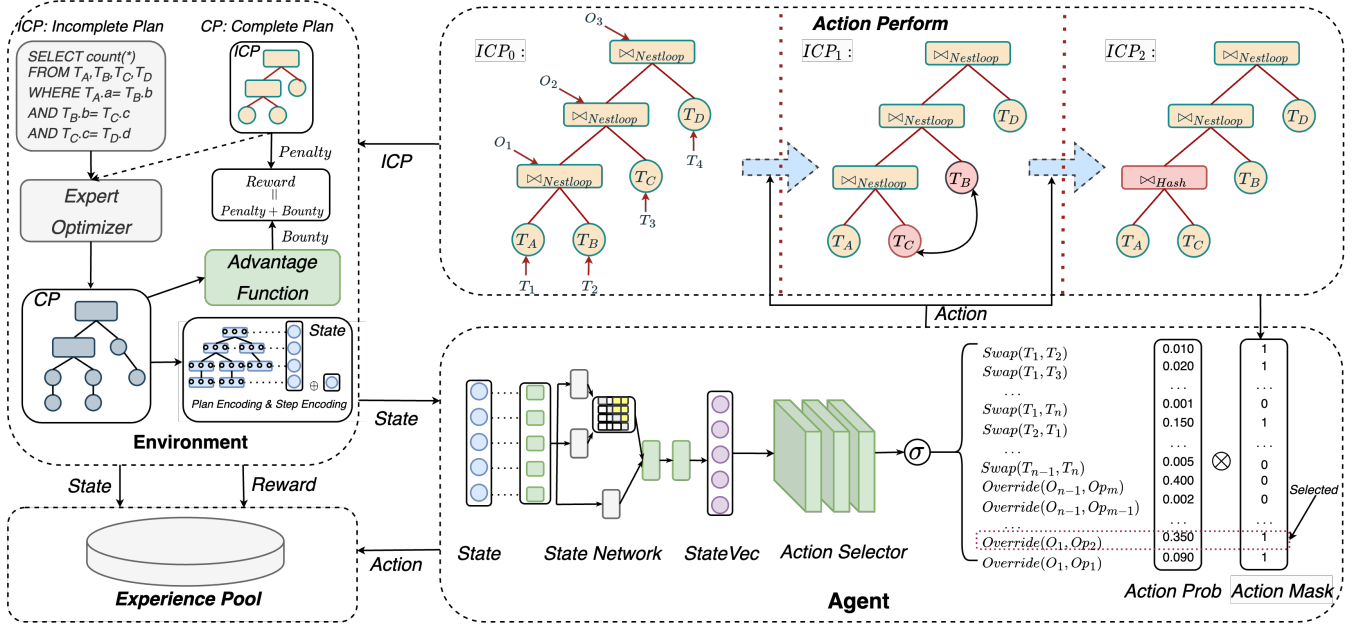 ICP: Incomplete Plan
CP: Complete Plan
SELECT count(*)
FROM T_A,T_B,T_C,T_D
WHERE T_A.a= T_B.b
AND T_B.b= T_C.c
AND T_C.c= T_D.d
ICP
Penalty
Reward
=
Penalty+Bounty
Bounty
Expert
Optimizer
Advantage
Function
CP
State
⊕
Plan Encoding & Step Encoding
Environment
ICP
State
State
Reward
Action
Experience Pool
Action Perform
ICP_0 :
O_3
⋈_Nestloop
O_2
⋈_Nestloop
T_D
T_4
O_1
⋈_Nestloop
T_C
T_3
T_A
T_B
T_1
T_2
ICP_1 :
⋈_Nestloop
⋈_Nestloop
T_D
⋈_Nestloop
T_B
T_A
T_C
ICP_2 :
⋈_Nestloop
⋈_Nestloop
T_D
⋈_Hash
T_B
T_A
T_C
Action
State
State Network
StateVec
Action Selector
σ
Swap(T_1, T_2) 0.010 1
Swap(T_1, T_3) 0.020 1
... ... ...
Swap(T_1, T_n) 0.001 0
Swap(T_2, T_1) 0.150 1
... ... ...
Swap(T_{n-1}, T_n) 0.005 ⊗ 0
Override(O_{n-1}, Op_m) 0.400 0
Override(O_{n-1}, Op_{m-1}) 0.002 0
... ... ...
Override(O_1, Op_2) 0.350 1
Override(O_1, Op_1) 0.090 1
Selected
Action Prob
Action Mask
Agent